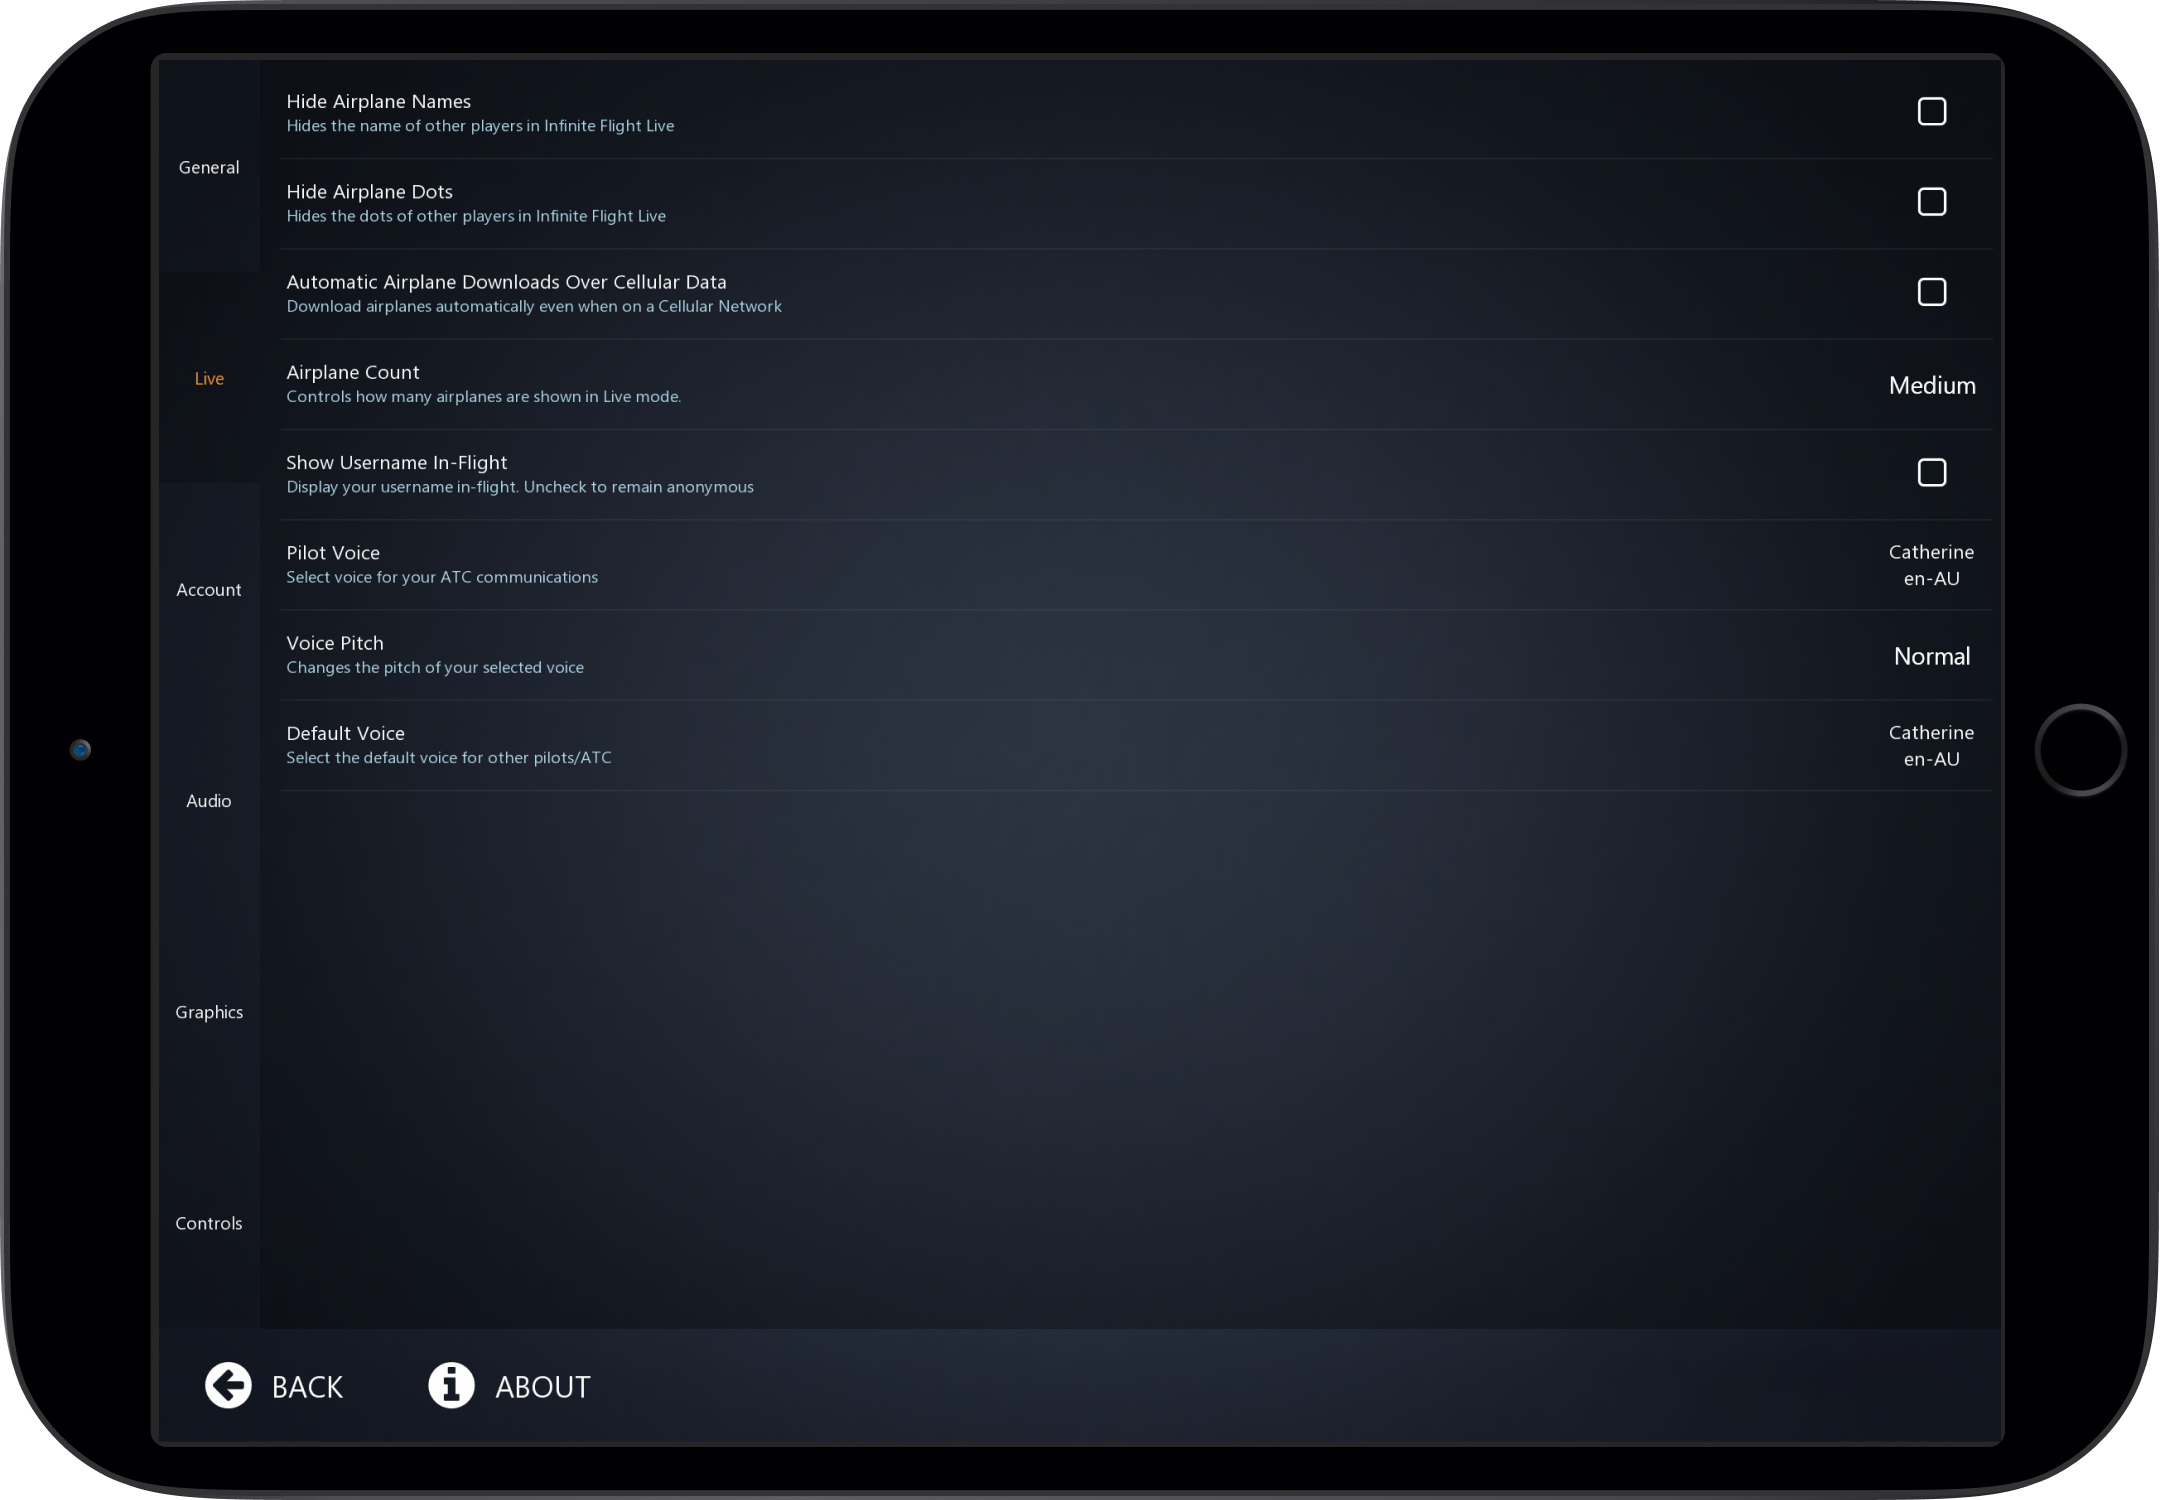 General
Live
Account
Audio
Graphics
Controls
Hide Airplane Names
Hides the name of other players in Infinite Flight Live
Hide Airplane Dots
Hides the dots of other players in Infinite Flight Live
Automatic Airplane Downloads Over Cellular Data
Download airplanes automatically even when on a Cellular Network
Airplane Count
Controls how many airplanes are shown in Live mode.
Medium
Show Username In-Flight
Display your username in-flight. Uncheck to remain anonymous
Pilot Voice
Select voice for your ATC communications
Catherine
en-AU
Voice Pitch
Changes the pitch of your selected voice
Normal
Default Voice
Select the default voice for other pilots/ATC
Catherine
en-AU
BACK
ABOUT